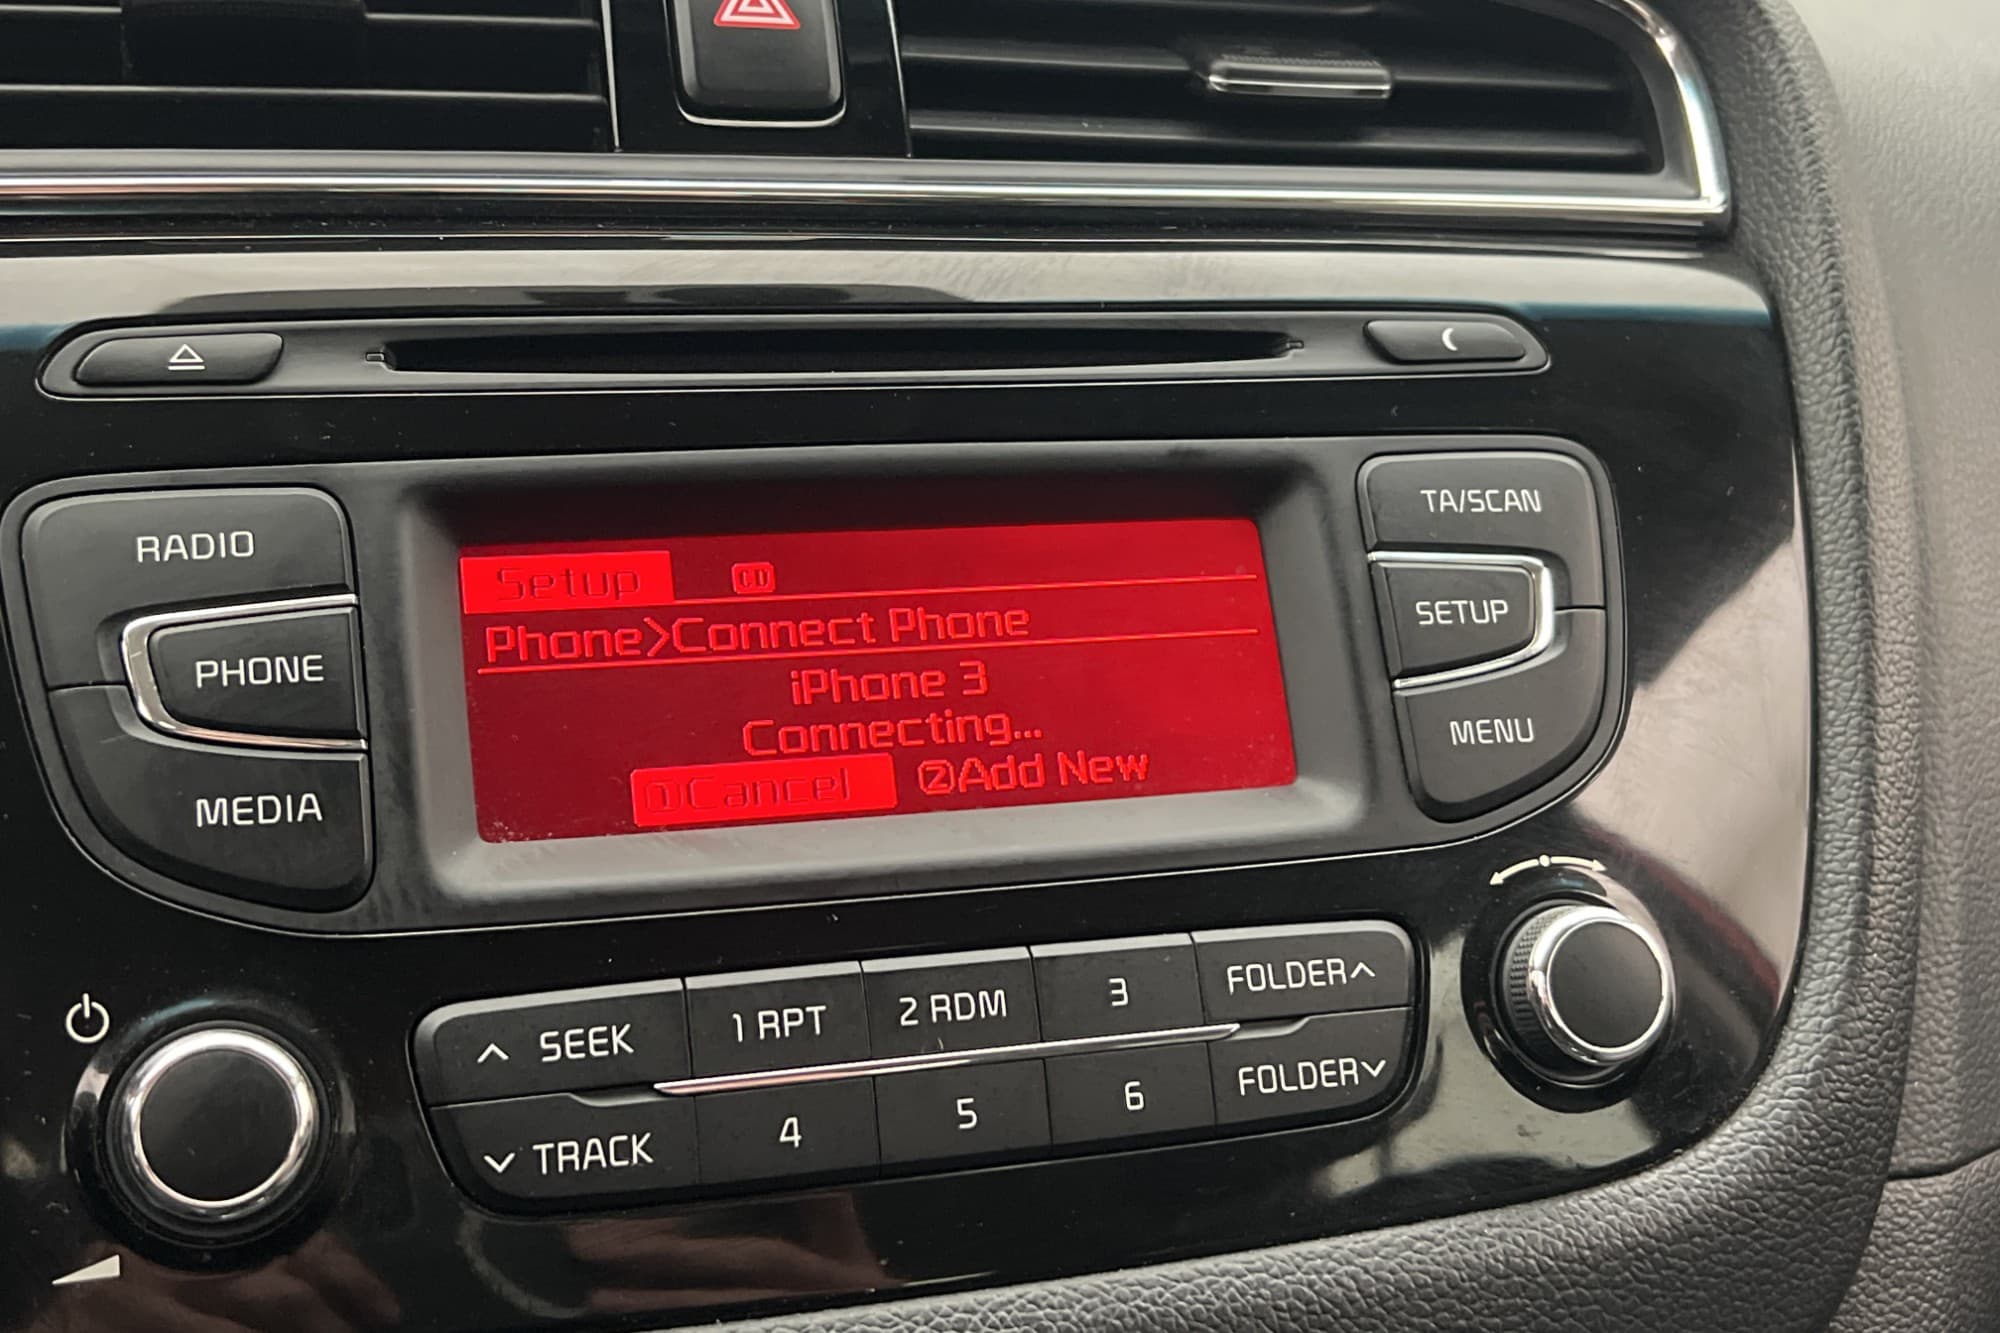 RADIO
PHONE
MEDIA
Setup CD
Phone>Connect Phone
iPhone 3
Connecting...
①Cancel ②Add New
TA/SCAN
SETUP
MENU
SEEK 1 RPT 2 RDM 3 FOLDER
TRACK 4 5 6 FOLDER